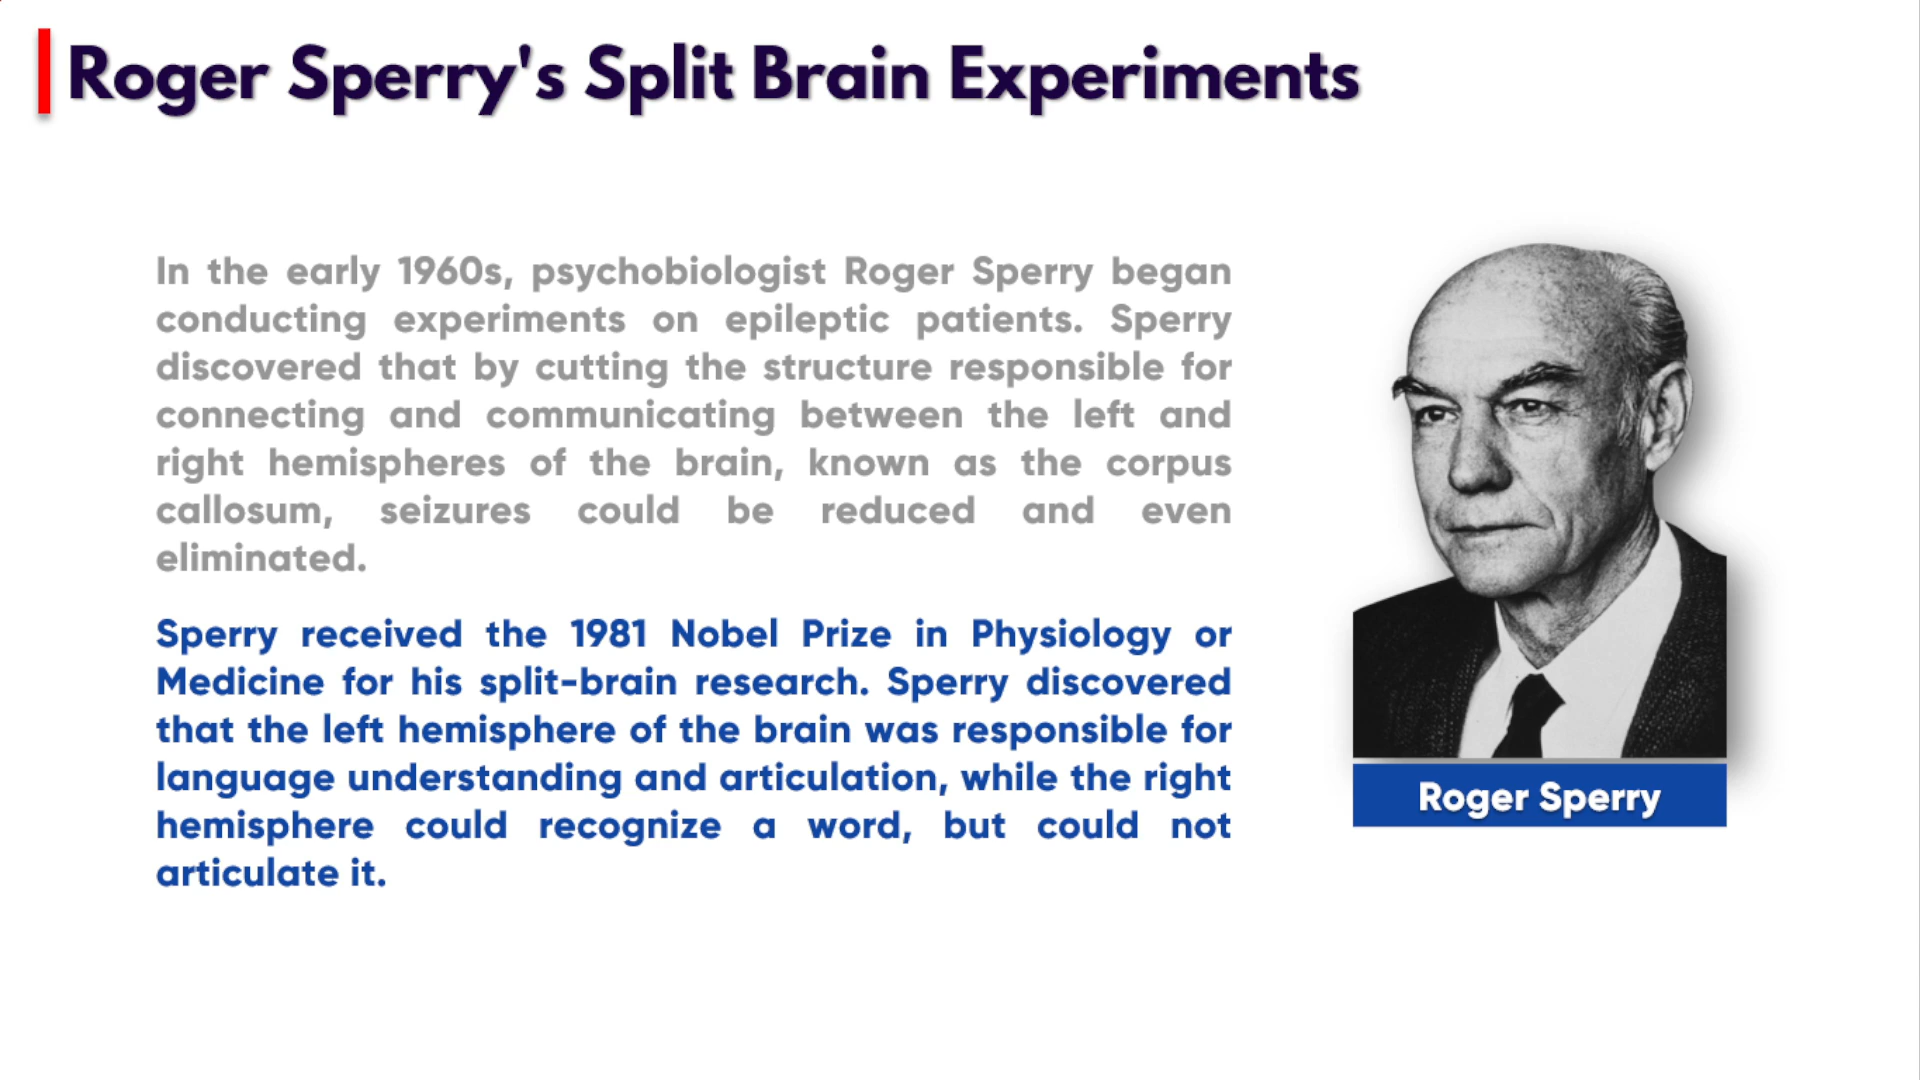 Roger Sperry's Split Brain Experiments
In the early 1960s, psychobiologist Roger Sperry began
conducting experiments on epileptic patients. Sperry
discovered that by cutting the structure responsible for
connecting and communicating between the left and
right hemispheres of the brain, known as the corpus
callosum, seizures could be reduced and even
eliminated.
Sperry received the 1981 Nobel Prize in Physiology or
Medicine for his split-brain research. Sperry discovered
that the left hemisphere of the brain was responsible for
language understanding and articulation, while the right
hemisphere could recognize a word, but could not
articulate it.
Roger Sperry